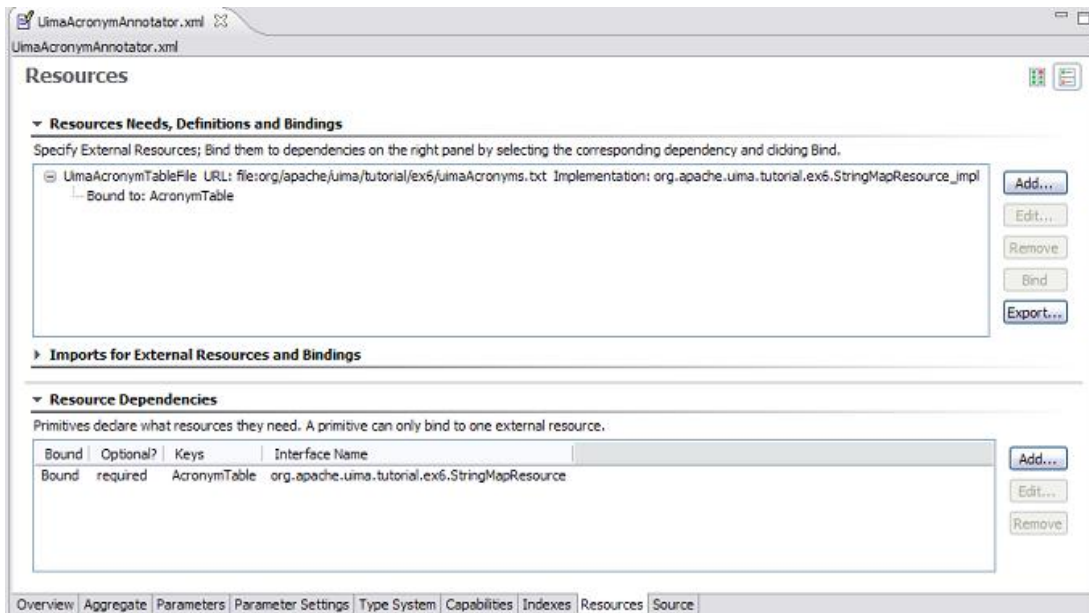 UimaAcronymAnnotator.xml
UimaAcronymAnnotator.xml
Resources
Resources Needs, Definitions and Bindings
Specify External Resources; Bind them to dependencies on the right panel by selecting the corresponding dependency and clicking Bind.
UimaAcronymTableFile URL: file:org/apache/uima/tutorial/ex6/uimaAcronyms.txt Implementation: org.apache.uima.tutorial.ex6.StringMapResource_impl
Bound to: AcronymTable
Add...
Edit...
Remove
Bind
Export...
Imports for External Resources and Bindings
Resource Dependencies
Primitives declare what resources they need. A primitive can only bind to one external resource.
Bound Optional? Keys Interface Name
Bound required AcronymTable org.apache.uima.tutorial.ex6.StringMapResource
Add...
Edit...
Remove
Overview Aggregate Parameters Parameter Settings Type System Capabilities Indexes Resources Source